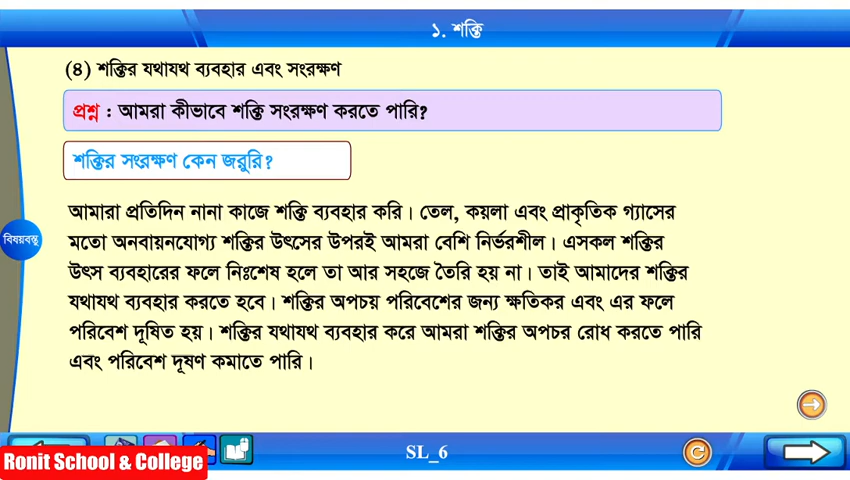 ১. শক্তি
(৪) শক্তির যথাযথ ব্যবহার এবং সংরক্ষণ
প্রশ্ন : আমরা কীভাবে শক্তি সংরক্ষণ করতে পারি?
শক্তির সংরক্ষণ কেন জরুরি?
আমারা প্রতিদিন নানা কাজে শক্তি ব্যবহার করি। তেল, কয়লা এবং প্রাকৃতিক গ্যাসের
মতো অনবায়নযোগ্য শক্তির উৎসের উপরই আমরা বেশি নির্ভরশীল। এসকল শক্তির
উৎস ব্যবহারের ফলে নিঃশেষ হলে তা আর সহজে তৈরি হয় না। তাই আমাদের শক্তির
যথাযথ ব্যবহার করতে হবে। শক্তির অপচয় পরিবেশের জন্য ক্ষতিকর এবং এর ফলে
পরিবেশ দূষিত হয়। শক্তির যথাযথ ব্যবহার করে আমরা শক্তির অপচর রোধ করতে পারি
এবং পরিবেশ দূষণ কমাতে পারি।
বিষয়বস্তু
SL_6
Ronit School & College